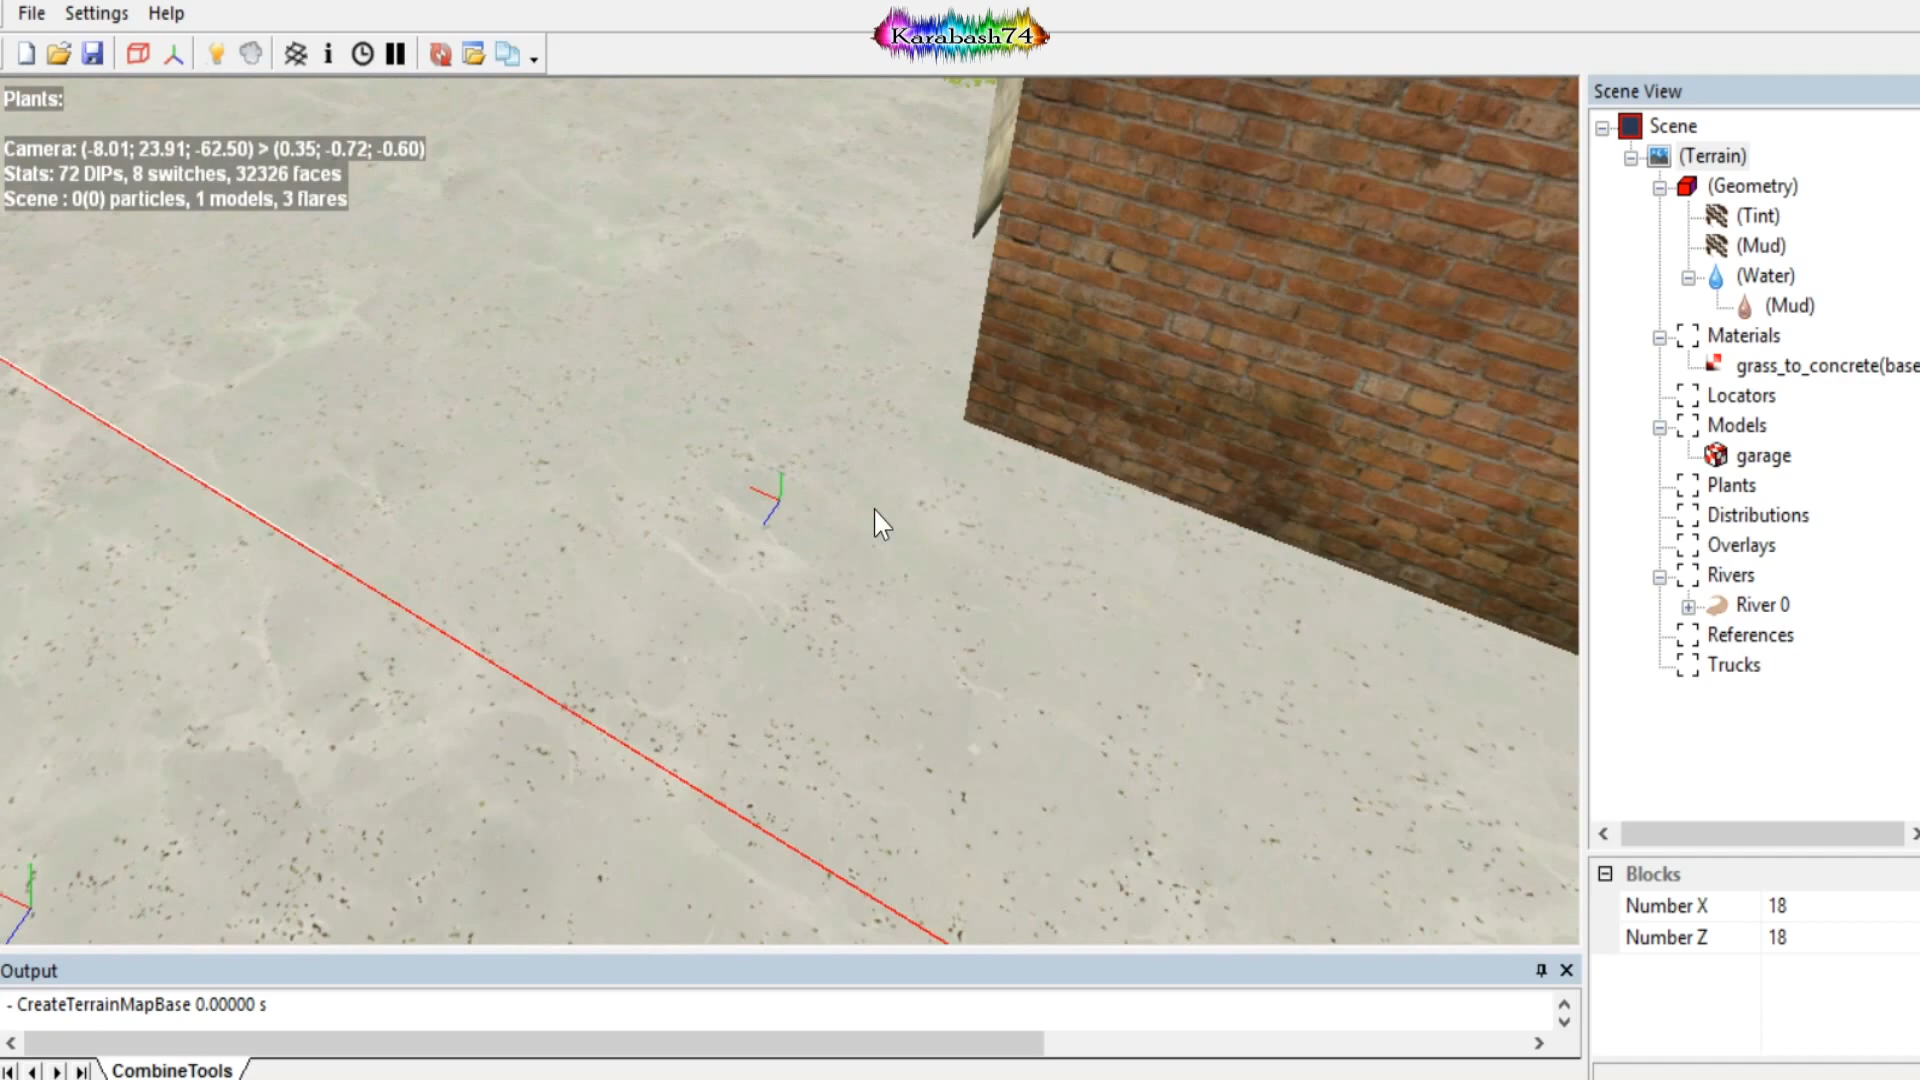 File Settings Help
Karabash74
Plants:
Camera: (-8.01; 23.91; -62.50) > (0.35; -0.72; -0.60)
Stats: 72 DIPs, 8 switches, 32326 faces
Scene : 0(0) particles, 1 models, 3 flares
Scene View
Scene
(Terrain)
(Geometry)
(Tint)
(Mud)
(Water)
(Mud)
Materials
grass_to_concrete(base
Locators
Models
garage
Plants
Distributions
Overlays
Rivers
River 0
References
Trucks
Blocks
Number X 18
Number Z 18
Output
- CreateTerrainMapBase 0.00000 s
CombineTools